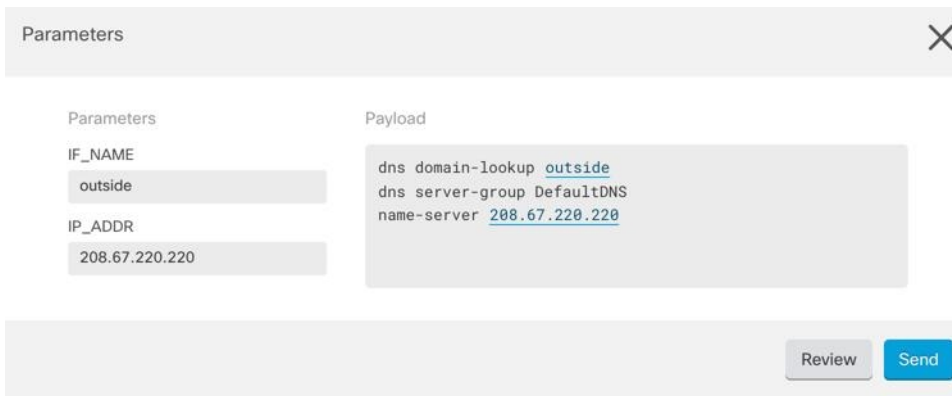 Parameters
Parameters
IF_NAME
outside
IP_ADDR
208.67.220.220
Payload
dns domain-lookup outside
dns server-group DefaultDNS
name-server 208.67.220.220
Review
Send